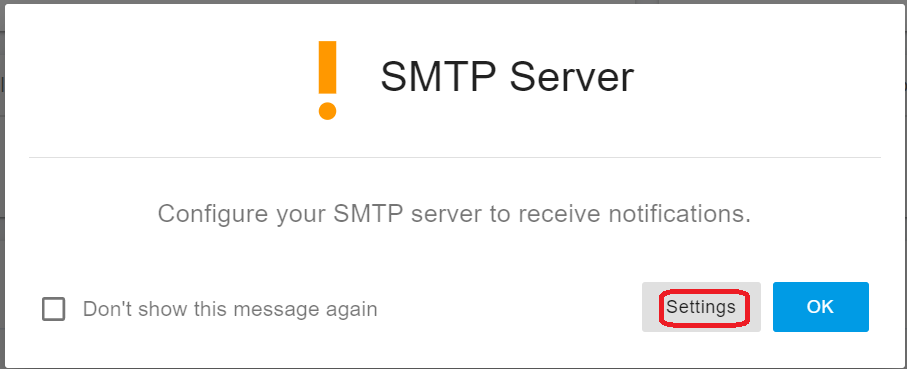 SMTP Server
Configure your SMTP server to receive notifications.
Don't show this message again
Settings
OK